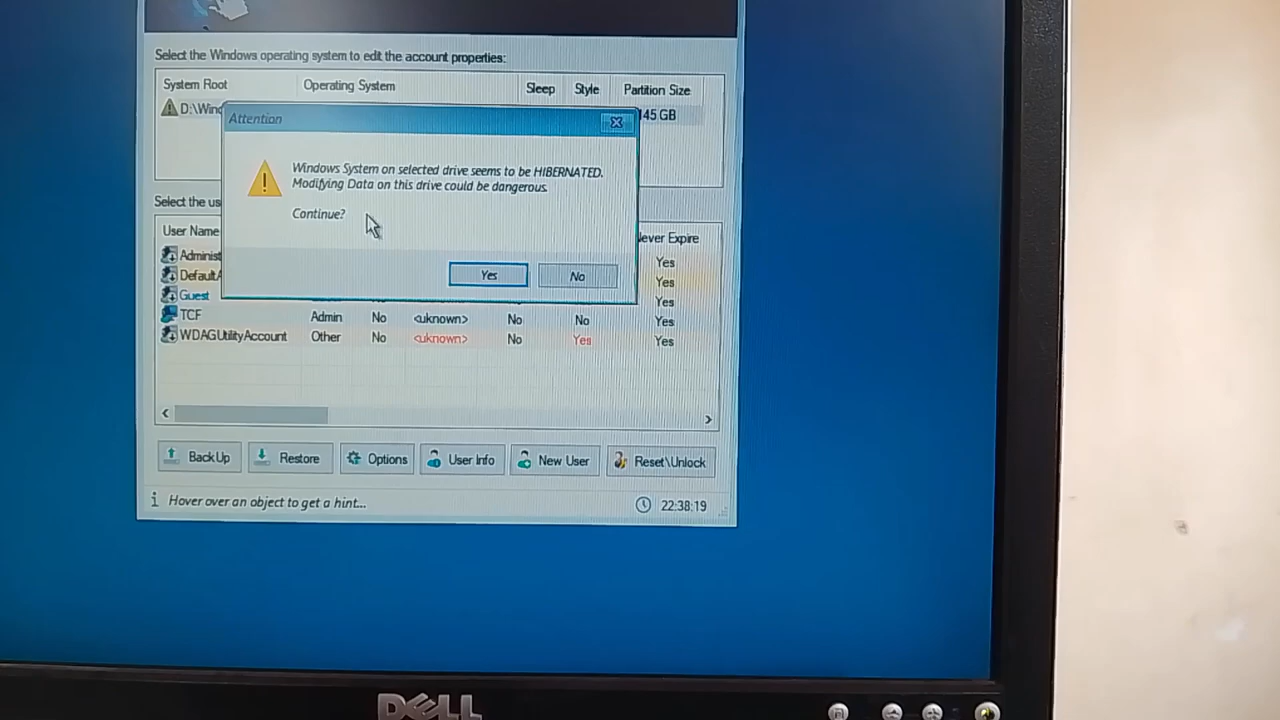 Select the Windows operating system to edit the account properties:
System Root Operating System Sleep Style Partition Size
D:\Wind 145 GB
Attention
Windows System on selected drive seems to be HIBERNATED.
Modifying Data on this drive could be dangerous.
Continue?
Yes No
Select the us
User Name Never Expire
Administ Yes
DefaultA Yes
Guest Yes
TCF Admin No <uknown> No No Yes
WDAGUtilityAccount Other No <uknown> No Yes Yes
Back Up Restore Options User Info New User Reset\Unlock
Hover over an object to get a hint... 22:38:19
DELL